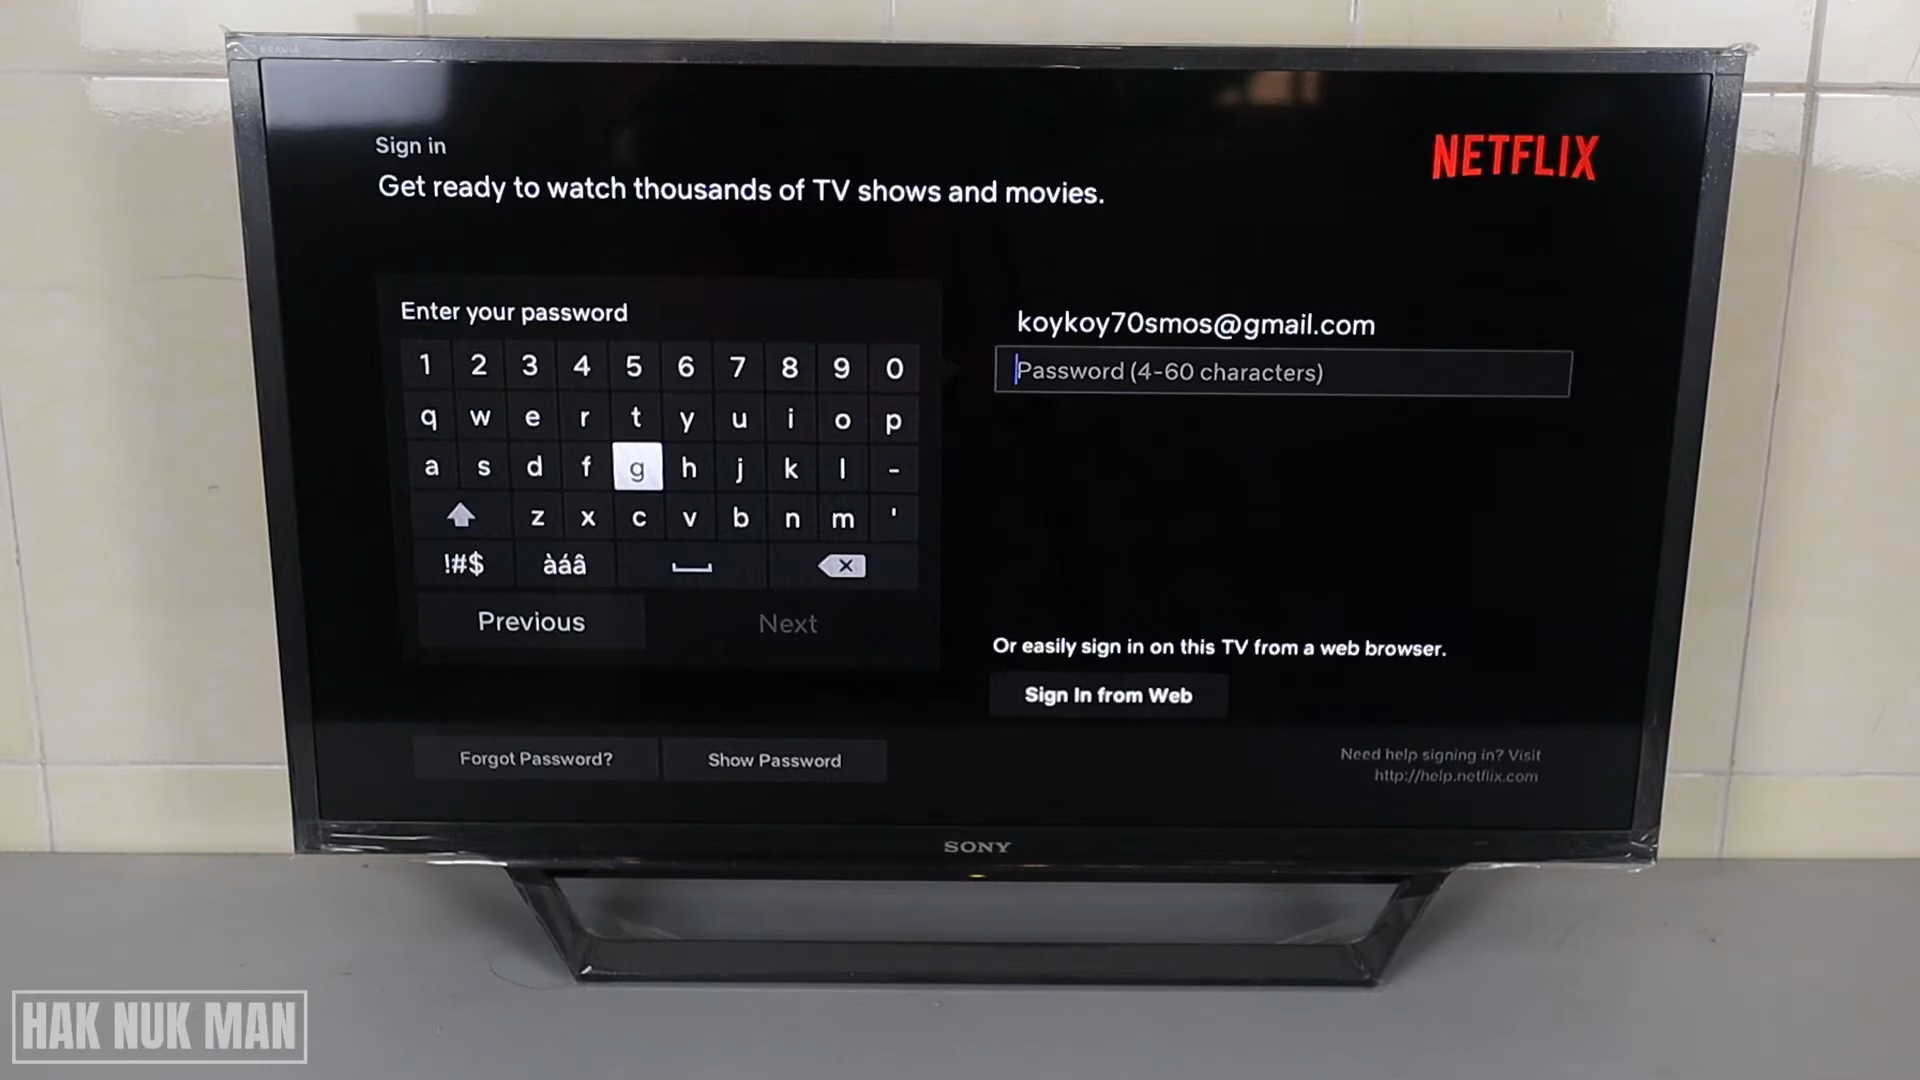 BRAVIA
Sign in
Get ready to watch thousands of TV shows and movies.
NETFLIX
Enter your password
1 2 3 4 5 6 7 8 9 0
q w e r t y u i o p
a s d f g h j k l -
z x c v b n m '
!#$ àáâ
Previous Next
koykoy70smos@gmail.com
Password (4-60 characters)
Or easily sign in on this TV from a web browser.
Sign In from Web
Forgot Password? Show Password
Need help signing in? Visit
http://help.netflix.com
SONY
HAK NUK MAN